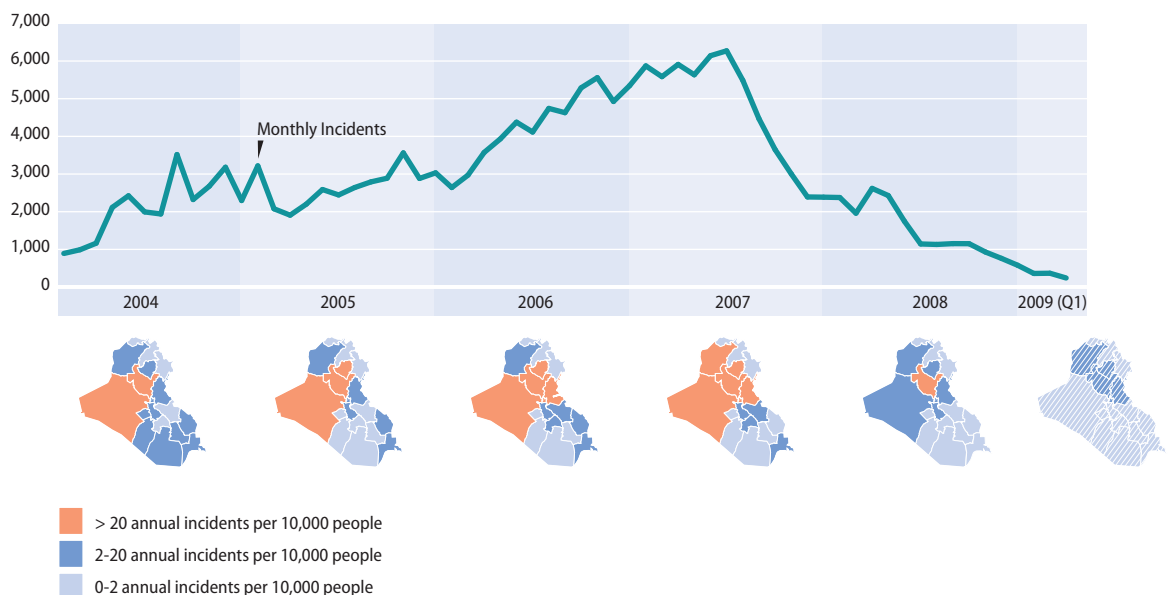 7,000
6,000
5,000
4,000
3,000
2,000
1,000
0
Monthly Incidents
2004 2005 2006 2007 2008 2009 (Q1)
> 20 annual incidents per 10,000 people
2-20 annual incidents per 10,000 people
0-2 annual incidents per 10,000 people